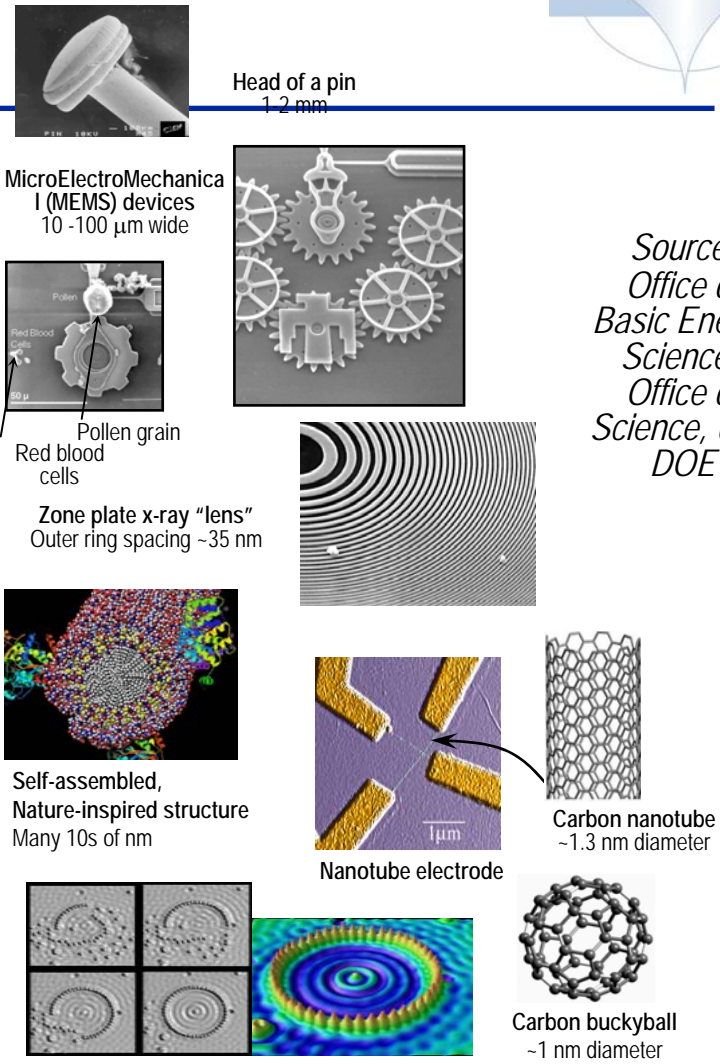 Head of a pin
1-2 mm
PIN 10KV
MicroElectroMechanica
l (MEMS) devices
10 -100 μm wide
Pollen
Red Blood
Cells
50 μ
Pollen grain
Red blood
cells
Zone plate x-ray “lens”
Outer ring spacing ~35 nm
Source
Office
Basic Ene
Science
Office
Science,
DOE
Self-assembled,
Nature-inspired structure
Many 10s of nm
1μm
Nanotube electrode
Carbon nanotube
~1.3 nm diameter
Carbon buckyball
~1 nm diameter